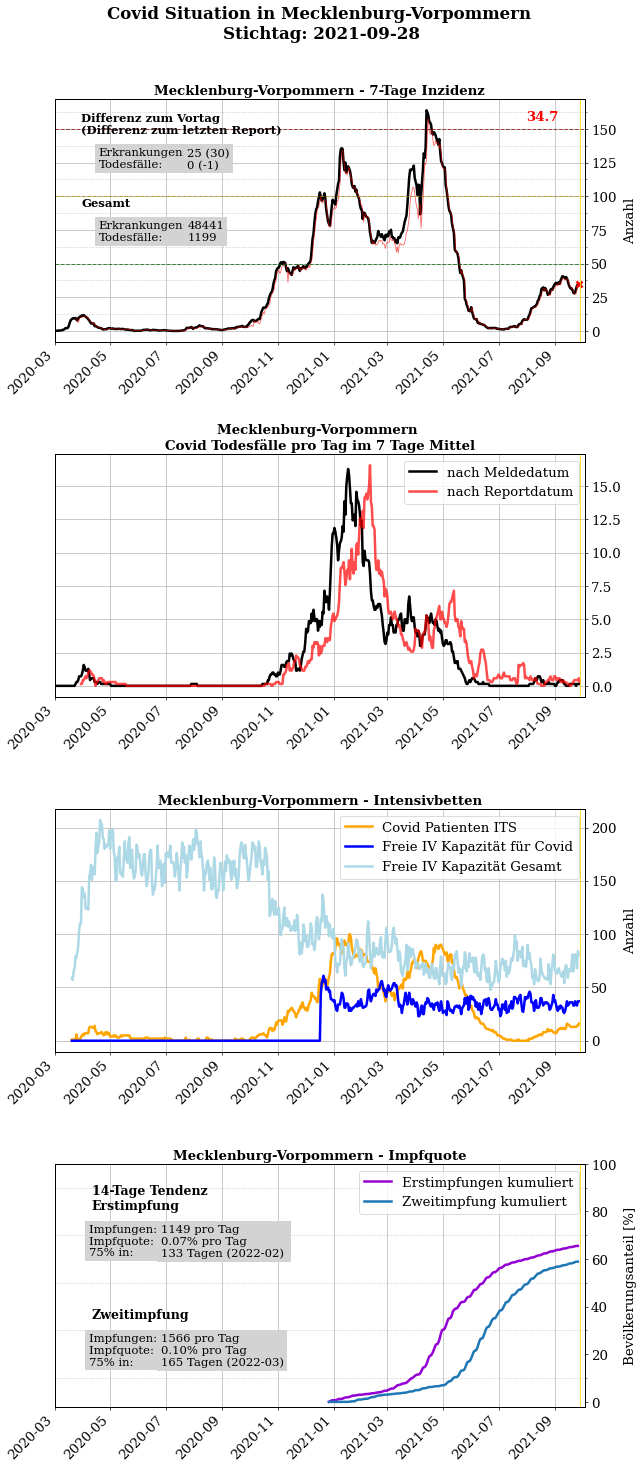 Covid Situation in Mecklenburg-Vorpommern
Stichtag: 2021-09-28
Mecklenburg-Vorpommern - 7-Tage Inzidenz
Differenz zum Vortag
(Differenz zum letzten Report)
Erkrankungen 25 (30)
Todesfälle: 0 (-1)
Gesamt
Erkrankungen 48441
Todesfälle: 1199
34.7
150
125
100
75
50
25
0
Anzahl
2020-03 2020-05 2020-07 2020-09 2020-11 2021-01 2021-03 2021-05 2021-07 2021-09
Mecklenburg-Vorpommern
Covid Todesfälle pro Tag im 7 Tage Mittel
nach Meldedatum
nach Reportdatum
15.0
12.5
10.0
7.5
5.0
2.5
0.0
2020-03 2020-05 2020-07 2020-09 2020-11 2021-01 2021-03 2021-05 2021-07 2021-09
Mecklenburg-Vorpommern - Intensivbetten
Covid Patienten ITS
Freie IV Kapazität für Covid
Freie IV Kapazität Gesamt
200
150
100
50
0
Anzahl
2020-03 2020-05 2020-07 2020-09 2020-11 2021-01 2021-03 2021-05 2021-07 2021-09
Mecklenburg-Vorpommern - Impfquote
14-Tage Tendenz
Erstimpfung
Impfungen: 1149 pro Tag
Impfquote: 0.07% pro Tag
75% in: 133 Tagen (2022-02)
Zweitimpfung
Impfungen: 1566 pro Tag
Impfquote: 0.10% pro Tag
75% in: 165 Tagen (2022-03)
Erstimpfungen kumuliert
Zweitimpfung kumuliert
100
80
60
40
20
0
Bevölkerungsanteil [%]
2020-03 2020-05 2020-07 2020-09 2020-11 2021-01 2021-03 2021-05 2021-07 2021-09